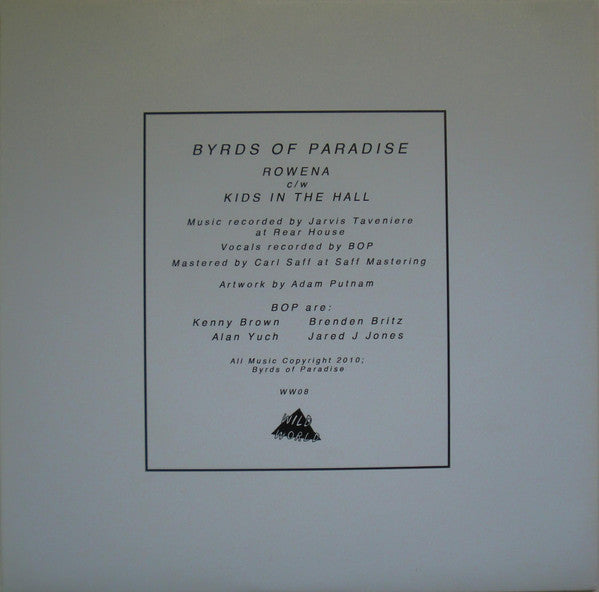 BYRDS OF PARADISE
ROWENA
c/w
KIDS IN THE HALL
Music recorded by Jarvis Taveniere
at Rear House
Vocals recorded by BOP
Mastered by Carl Saff at Saff Mastering
Artwork by Adam Putnam
BOP are:
Kenny Brown Brenden Britz
Alan Yuch Jared J Jones
All Music Copyright 2010;
Byrds of Paradise
WW08
WILD
WORLD